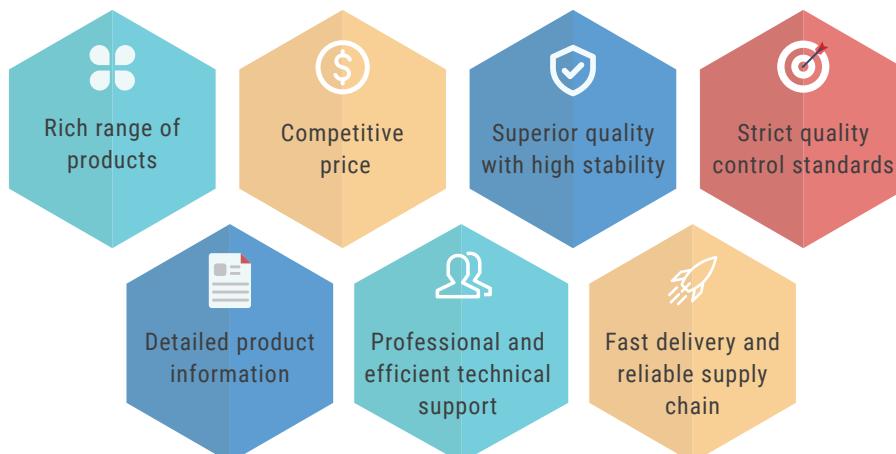 Rich range of
products
Competitive
price
Superior quality
with high stability
Strict quality
control standards
Detailed product
information
Professional and
efficient technical
support
Fast delivery and
reliable supply
chain